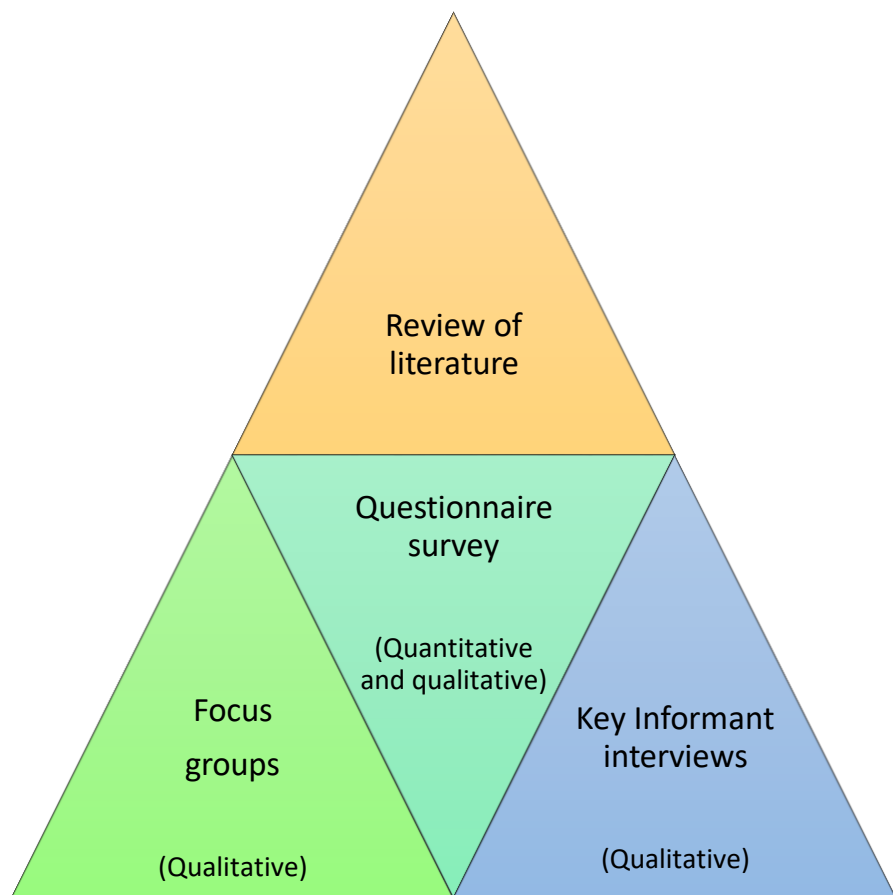 Review of
literature
Questionnaire
survey
(Quantitative
and qualitative)
Focus
groups
(Qualitative)
Key Informant
interviews
(Qualitative)